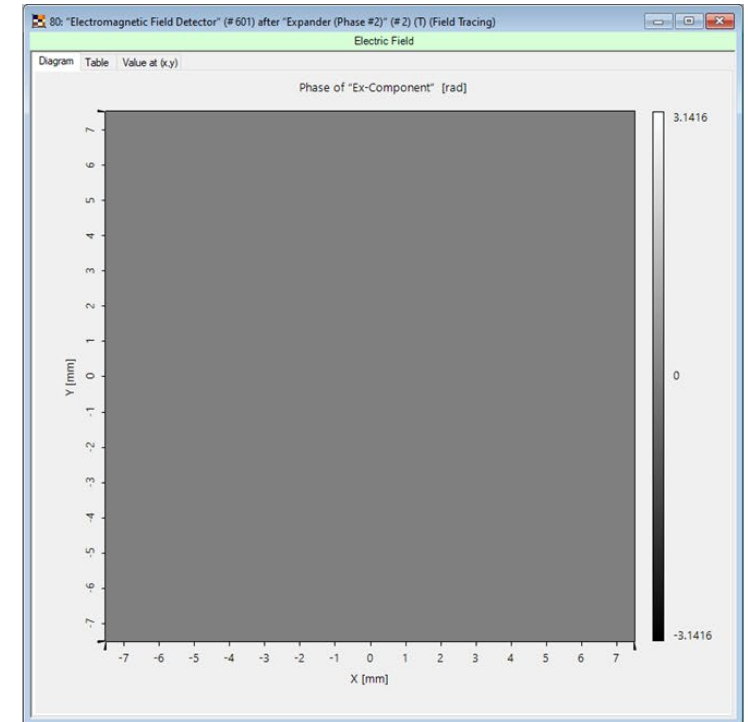 80: "Electromagnetic Field Detector" (# 601) after "Expander (Phase #2)" (# 2) (T) (Field Tracing)
Electric Field
Diagram Table Value at (x,y)
Phase of "Ex-Component" [rad]
3.1416
0
-3.1416
Y [mm]
7
6
5
4
3
2
1
0
-1
-2
-3
-4
-5
-6
-7
-7 -6 -5 -4 -3 -2 -1 0 1 2 3 4 5 6 7
X [mm]